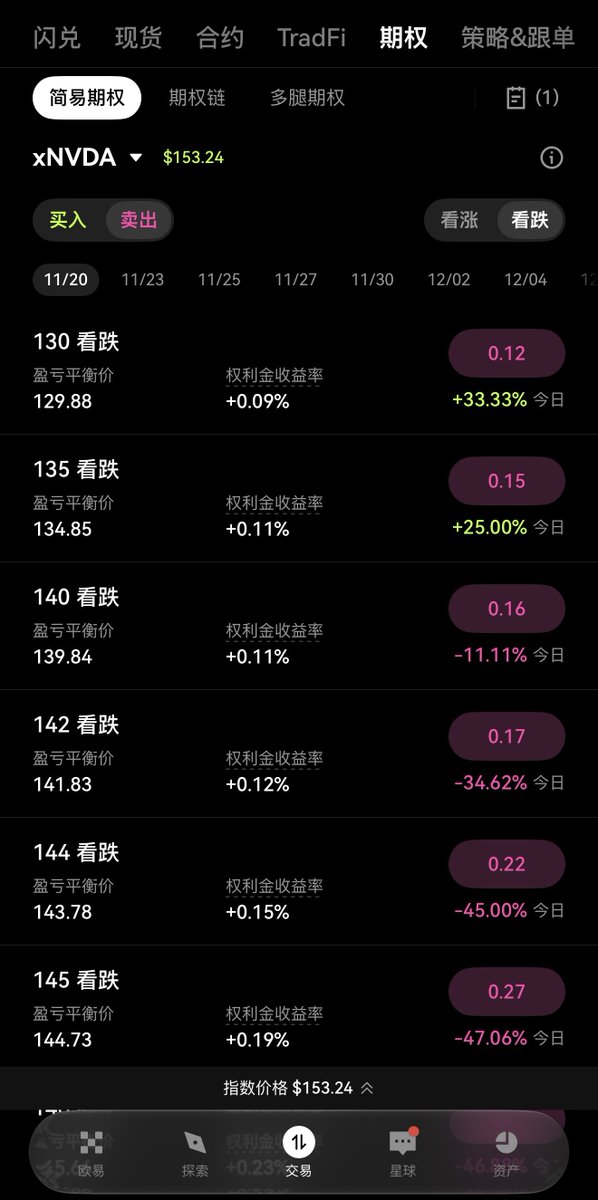 闪兑 现货 合约 TradFi 期权 策略&跟单
简易期权 期权链 多腿期权 (1)
xNVDA $153.24
买入 卖出 看涨 看跌
11/20 11/23 11/25 11/27 11/30 12/02 12/04 12
130 看跌 0.12
盈亏平衡价 权利金收益率
129.88 +0.09% +33.33% 今日
135 看跌 0.15
盈亏平衡价 权利金收益率
134.85 +0.11% +25.00% 今日
140 看跌 0.16
盈亏平衡价 权利金收益率
139.84 +0.11% -11.11% 今日
142 看跌 0.17
盈亏平衡价 权利金收益率
141.83 +0.12% -34.62% 今日
144 看跌 0.22
盈亏平衡价 权利金收益率
143.78 +0.15% -45.00% 今日
145 看跌 0.27
盈亏平衡价 权利金收益率
144.73 +0.19% -47.06% 今日
指数价格 $153.24
欧易 探索 交易 星球 资产